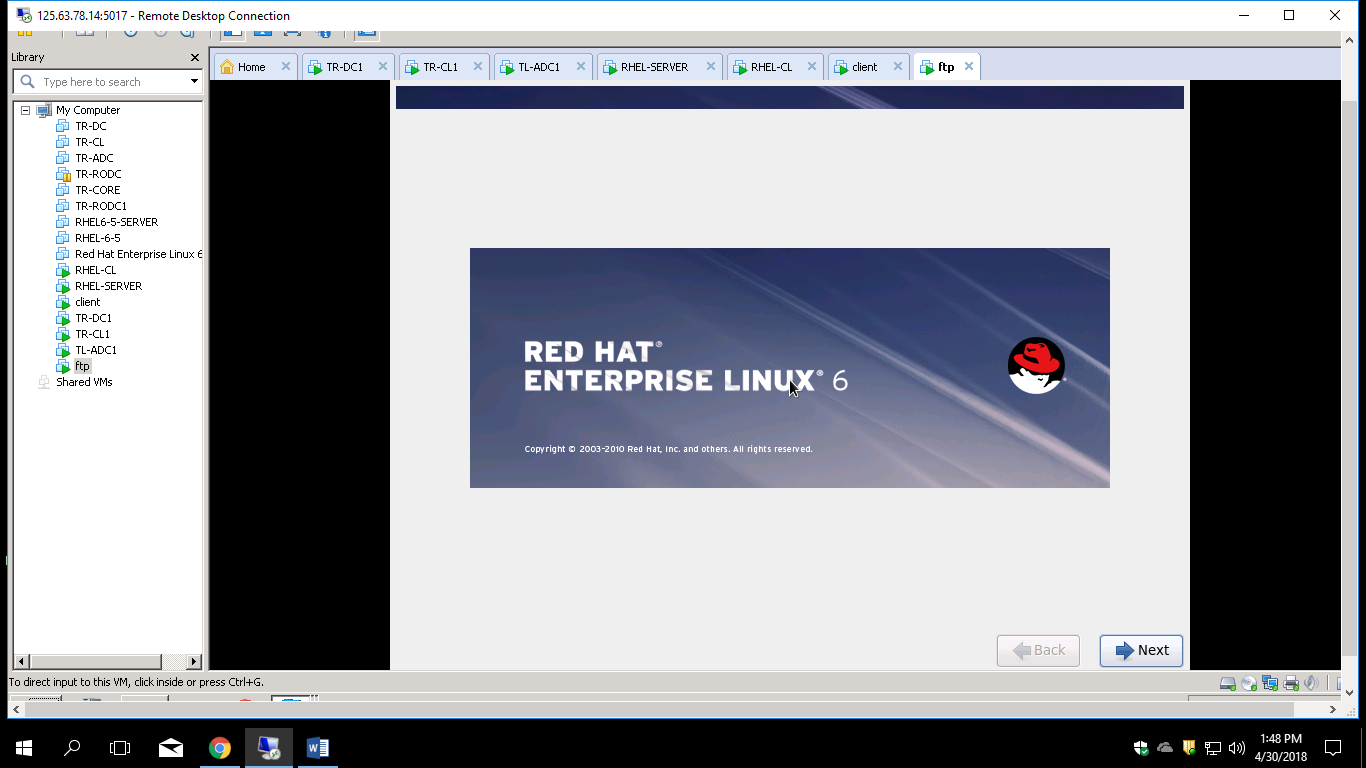 125.63.78.14:5017 - Remote Desktop Connection
Library
Type here to search
Home
TR-DC1
TR-CL1
TL-ADC1
RHEL-SERVER
RHEL-CL
client
ftp
My Computer
TR-DC
TR-CL
TR-ADC
TR-RODC
TR-CORE
TR-RODC1
RHEL6-5-SERVER
RHEL-6-5
Red Hat Enterprise Linux 6
RHEL-CL
RHEL-SERVER
client
TR-DC1
TR-CL1
TL-ADC1
ftp
Shared VMs
RED HAT®
ENTERPRISE LINUX® 6
Copyright © 2003-2010 Red Hat, Inc. and others. All rights reserved.
Back
Next
To direct input to this VM, click inside or press Ctrl+G.
1:48 PM
4/30/2018